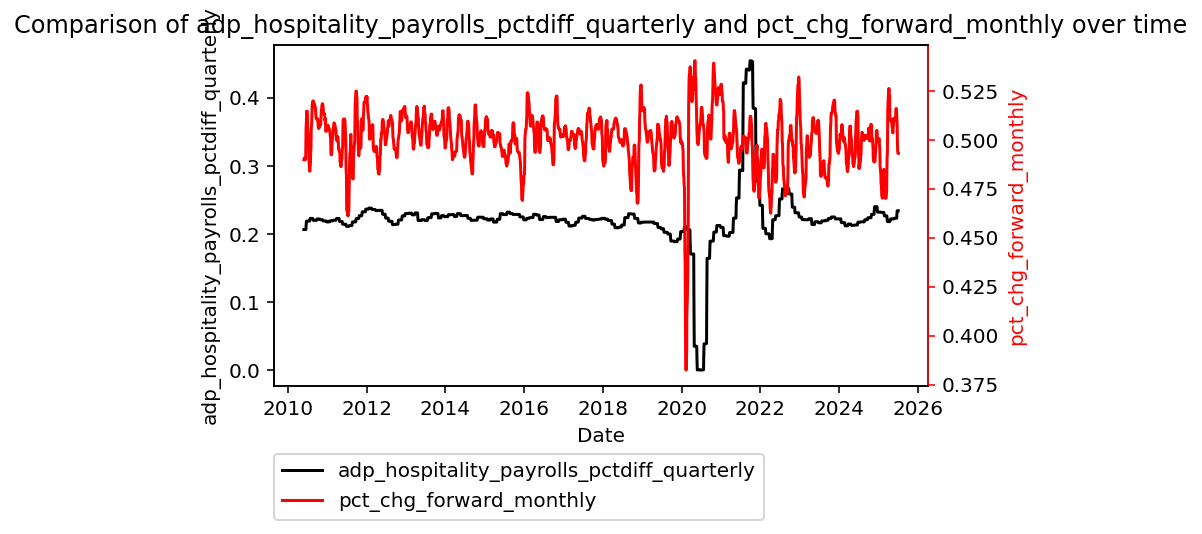 Comparison of adp_hospitality_payrolls_pctdiff_quarterly and pct_chg_forward_monthly over time
adp_hospitality_payrolls_pctdiff_quarterly
0.4
0.3
0.2
0.1
0.0
0.525
0.500
0.475
0.450
0.425
0.400
0.375
pct_chg_forward_monthly
2010 2012 2014 2016 2018 2020 2022 2024 2026
Date
adp_hospitality_payrolls_pctdiff_quarterly
pct_chg_forward_monthly